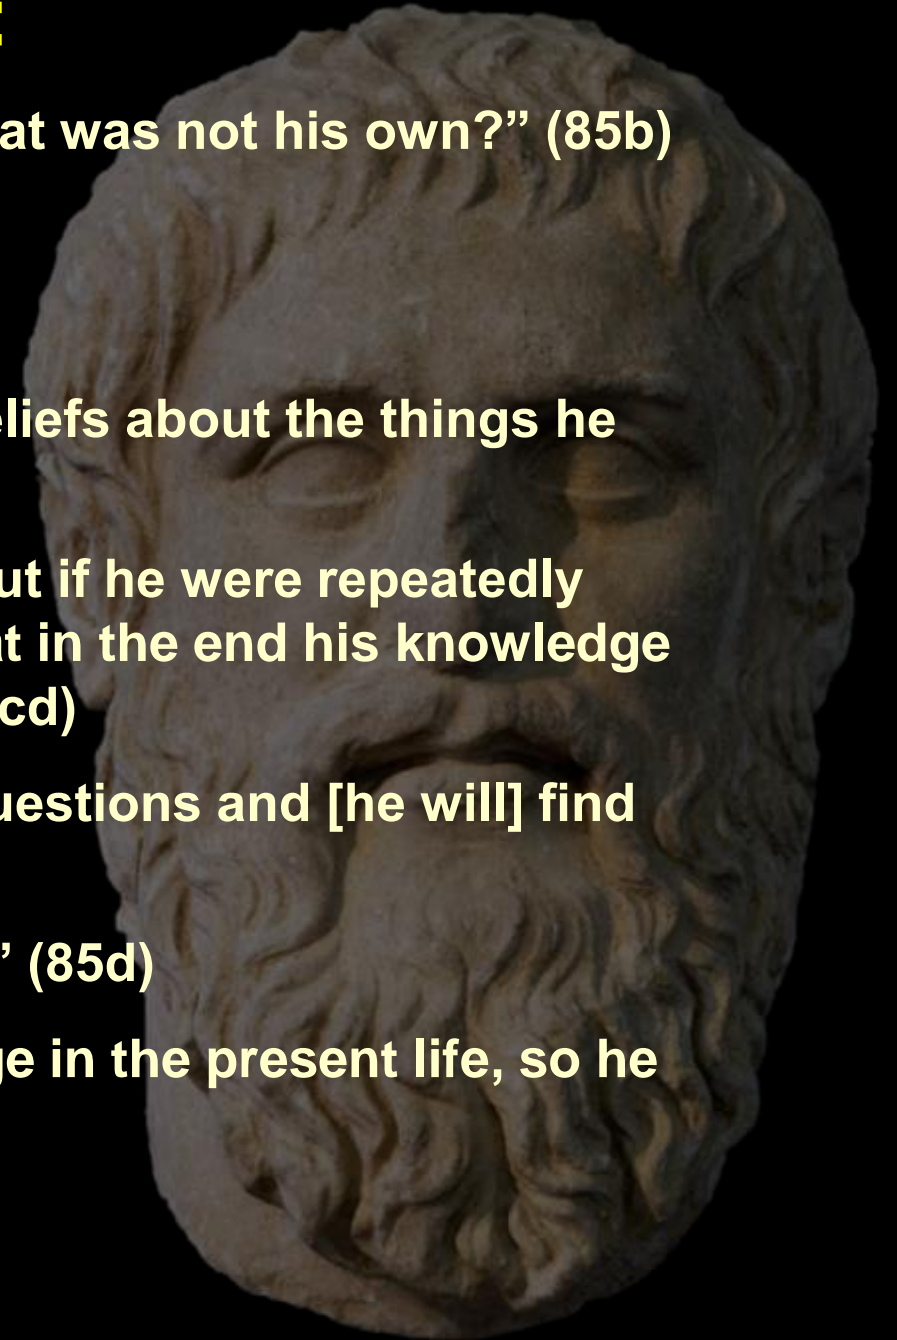 :
at was not his own?” (85b)
eliefs about the things he
ut if he were repeatedly
t in the end his knowledge
cd)
uestions and [he will] find
” (85d)
ge in the present life, so he